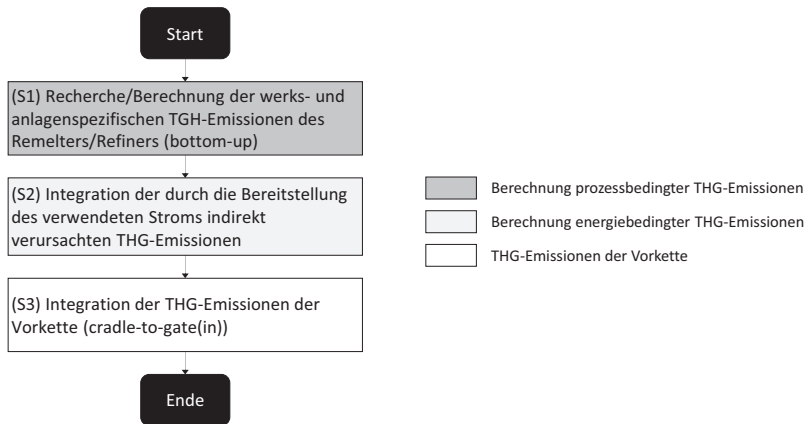 Start
(S1) Recherche/Berechnung der werks- und
anlagenspezifischen TGH-Emissionen des
Remelters/Refiners (bottom-up)
(S2) Integration der durch die Bereitstellung
des verwendeten Stroms indirekt
verursachten THG-Emissionen
(S3) Integration der THG-Emissionen der
Vorkette (cradle-to-gate(in))
Ende
Berechnung prozessbedingter THG-Emissionen
Berechnung energiebedingter THG-Emissionen
THG-Emissionen der Vorkette